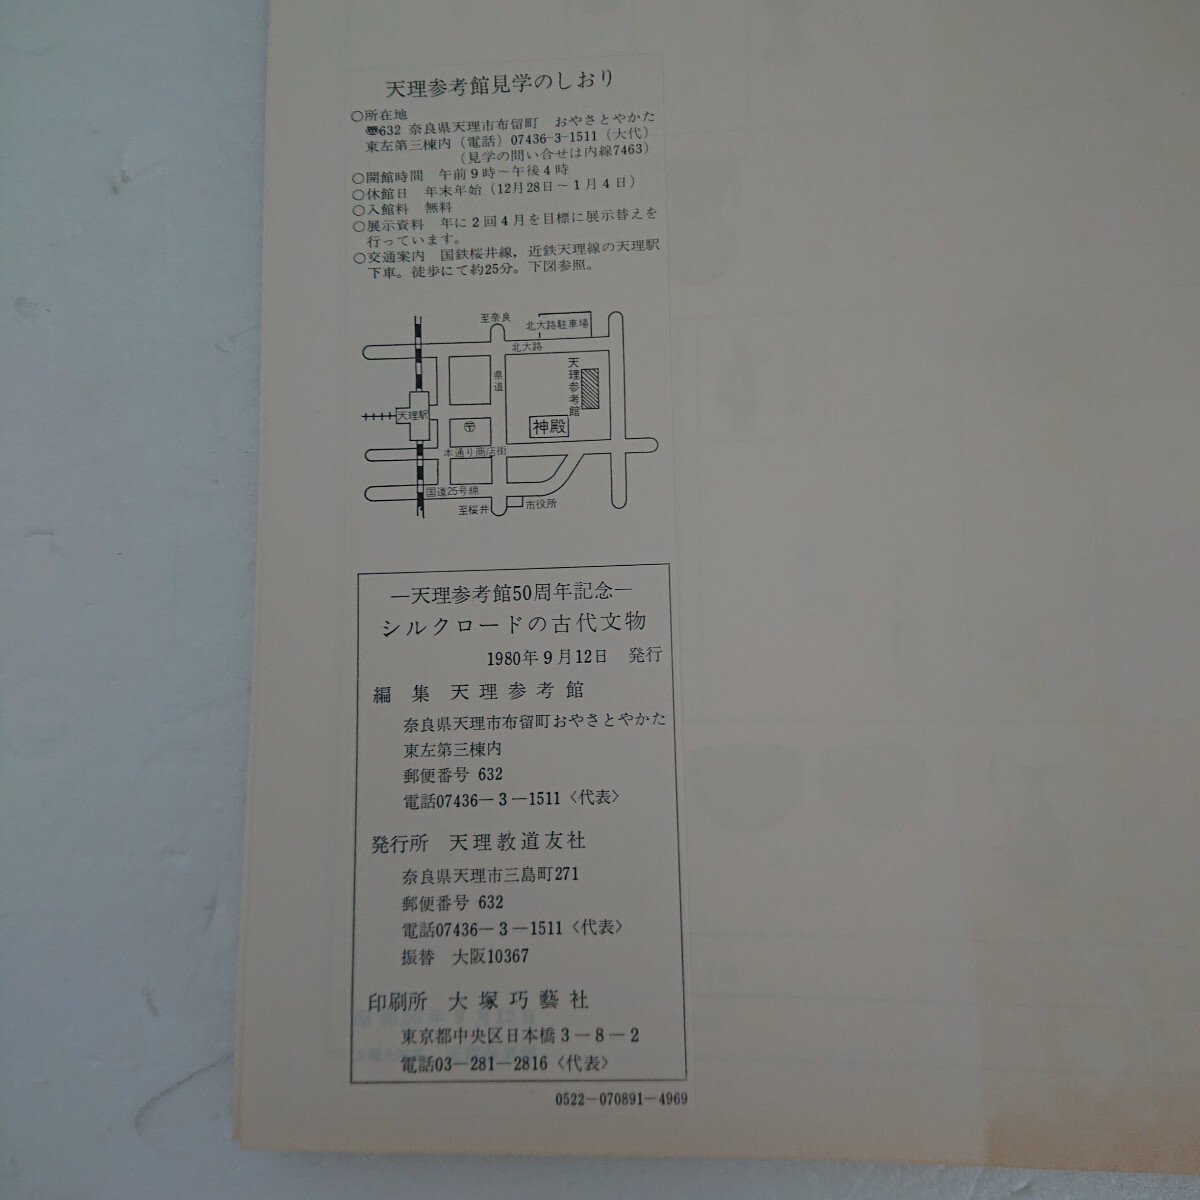 天理参考館見学のしおり
○所在地
〠632 奈良県天理市布留町　おやさとやかた
東左第三棟内（電話）07436-3-1511（大代）
（見学の問い合せは内線7463）
○開館時間　午前9時～午後4時
○休館日　年末年始（12月28日～1月4日）
○入館料　無料
○展示資料　年に2回4月を目標に展示替えを
行っています。
○交通案内　国鉄桜井線，近鉄天理線の天理駅
下車。徒歩にて約25分。下図参照。
至奈良
北大路駐車場
北大路
県道
天理参考館
天理駅
〶
神殿
本通り商店街
国道25号線
至桜井
市役所
―天理参考館50周年記念―
シルクロードの古代文物
1980年9月12日　発行
編　集　天理参考館
奈良県天理市布留町おやさとやかた
東左第三棟内
郵便番号 632
電話07436－3－1511〈代表〉
発行所　天理教道友社
奈良県天理市三島町271
郵便番号 632
電話07436－3－1511〈代表〉
振替　大阪10367
印刷所　大塚巧藝社
東京都中央区日本橋3－8－2
電話03－281－2816〈代表〉
0522－070891－4969